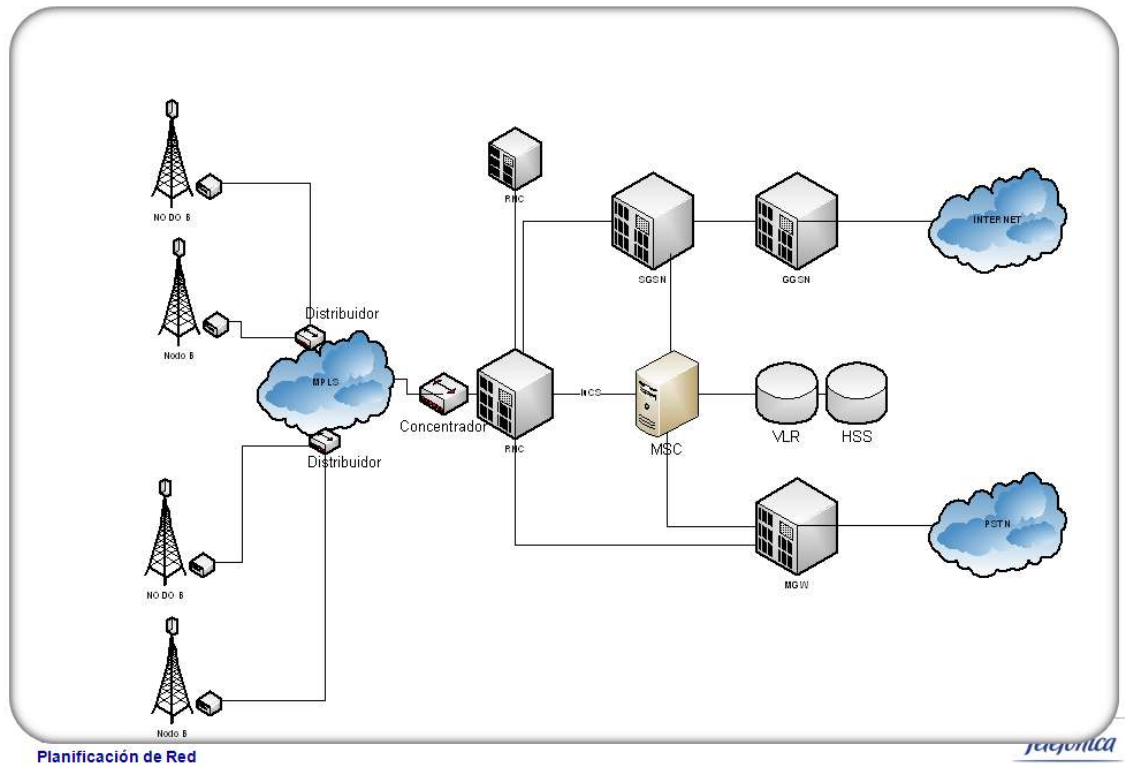 NODO B
RNC
SGSN
GGSN
INTERNET
Nodo B
Distribuidor
MPLS
Concentrador
RNC
MSC
VLR
HSS
Distribuidor
NODO B
MGW
PSTN
Nodo B
Planificación de Red
Telefónica